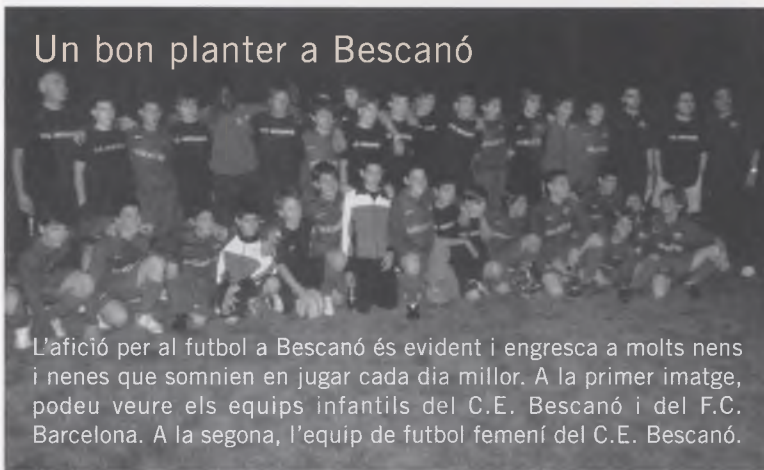 Un bon planter a Bescanó
L'afició per al futbol a Bescanó és evident i engresca a molts nens
i nenes que somnien en jugar cada dia millor. A la primer imatge,
podeu veure els equips infantils del C.E. Bescanó i del F.C.
Barcelona. A la segona, l'equip de futbol femení del C.E. Bescanó.